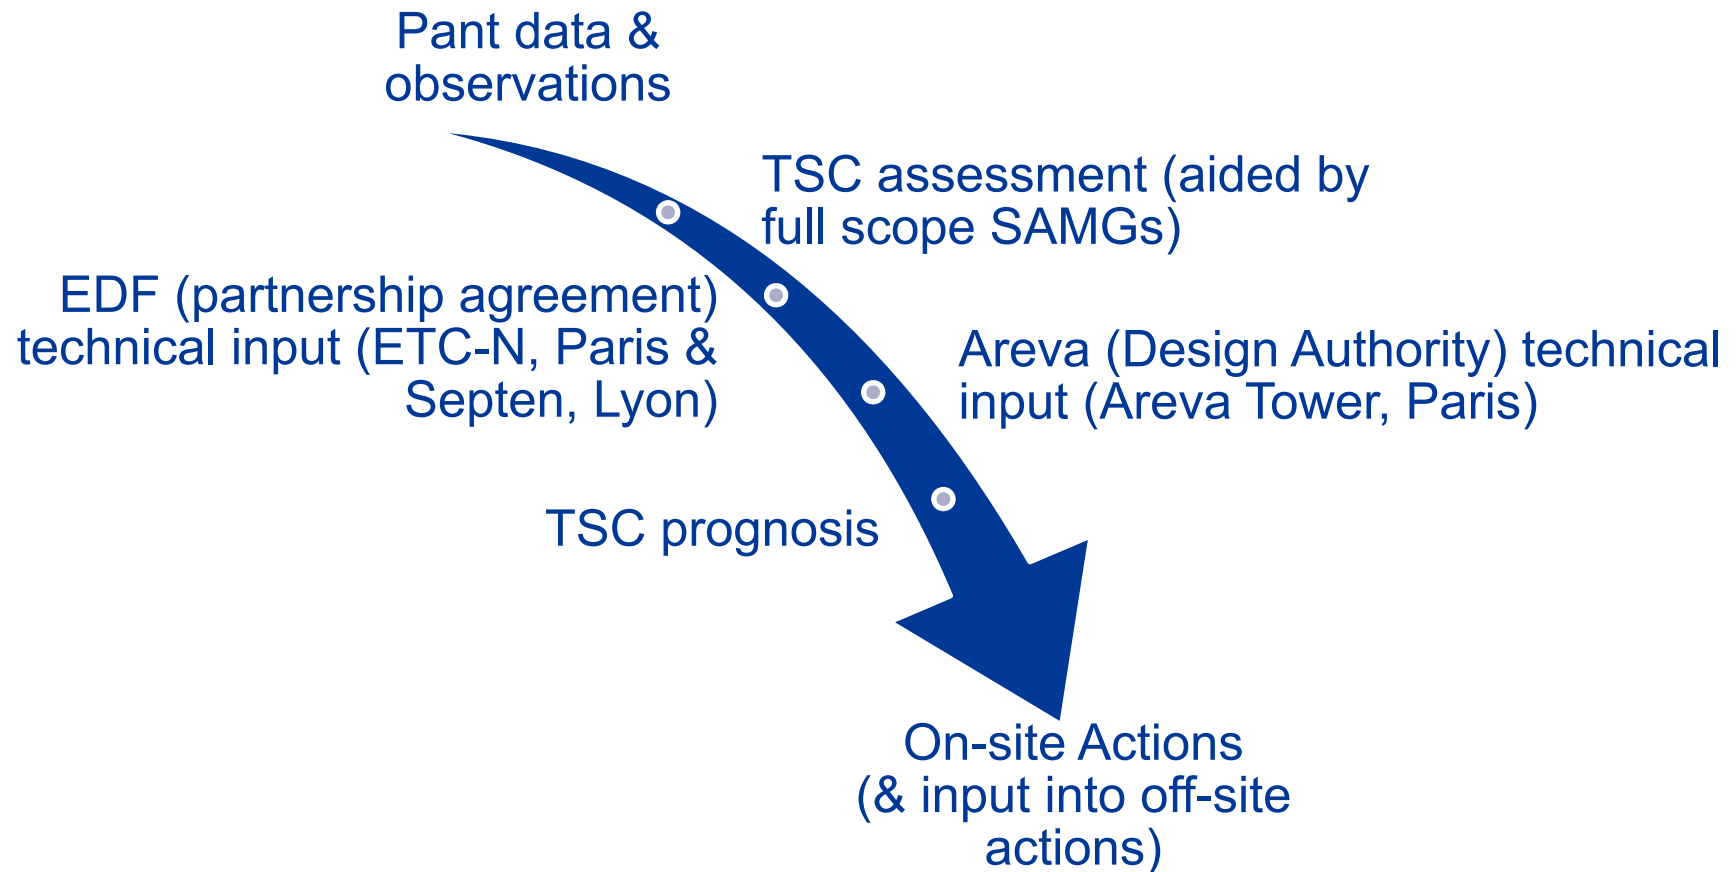 Pant data &
observations
TSC assessment (aided by
full scope SAMGs)
EDF (partnership agreement)
technical input (ETC-N, Paris &
Septen, Lyon)
Areva (Design Authority) technical
input (Areva Tower, Paris)
TSC prognosis
On-site Actions
(& input into off-site
actions)